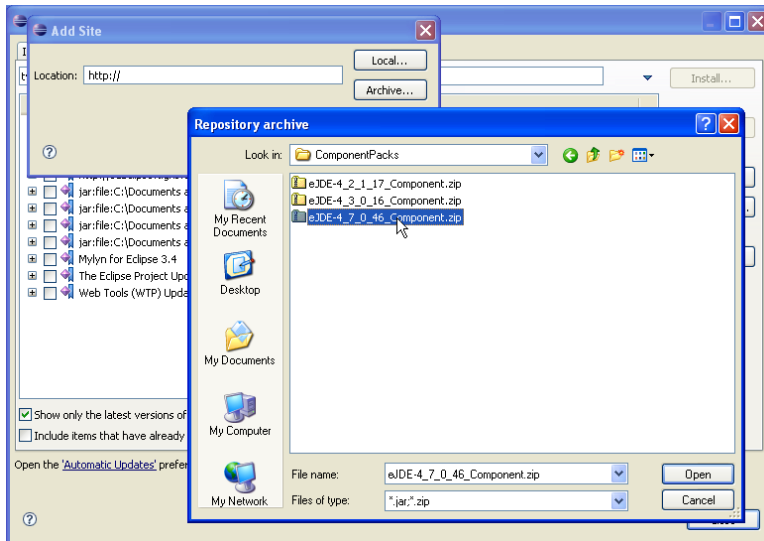 Add Site
Location: http://
Local...
Archive...
Install...
Repository archive
Look in: ComponentPacks
eJDE-4_2_1_17_Component.zip
eJDE-4_3_0_16_Component.zip
eJDE-4_7_0_46_Component.zip
My Recent
Documents
Desktop
My Documents
My Computer
My Network
File name: eJDE-4_7_0_46_Component.zip
Open
Files of type: *.jar;*.zip
Cancel
jar:file:C:\Documents a
jar:file:C:\Documents a
jar:file:C:\Documents a
jar:file:C:\Documents a
Mylyn for Eclipse 3.4
The Eclipse Project Upd
Web Tools (WTP) Upda
Show only the latest versions of
Include items that have already
Open the 'Automatic Updates' prefer